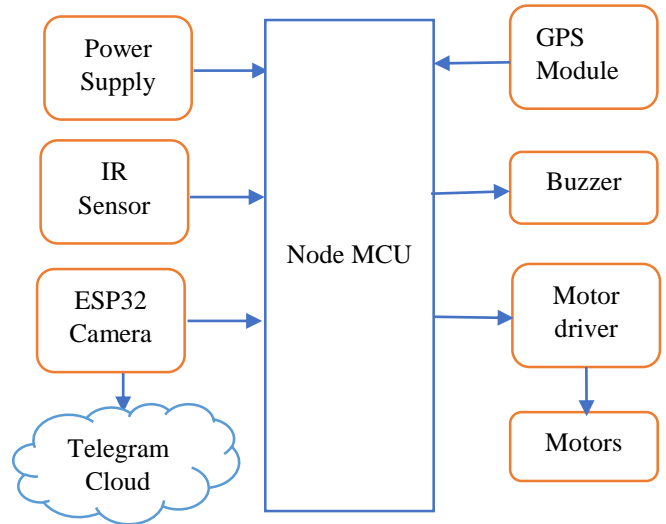 Power
Supply
IR
Sensor
ESP32
Camera
Telegram
Cloud
Node MCU
GPS
Module
Buzzer
Motor
driver
Motors